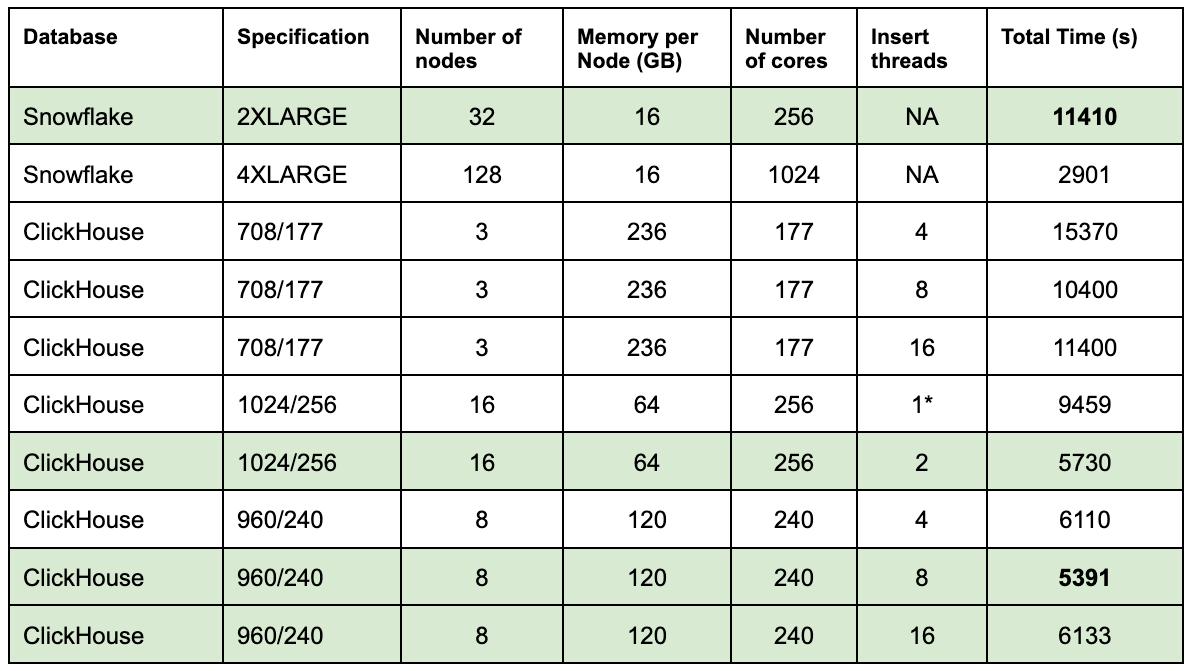 Database Specification Number of nodes Memory per Node (GB) Number of cores Insert threads Total Time (s)
Snowflake 2XLARGE 32 16 256 NA 11410
Snowflake 4XLARGE 128 16 1024 NA 2901
ClickHouse 708/177 3 236 177 4 15370
ClickHouse 708/177 3 236 177 8 10400
ClickHouse 708/177 3 236 177 16 11400
ClickHouse 1024/256 16 64 256 1* 9459
ClickHouse 1024/256 16 64 256 2 5730
ClickHouse 960/240 8 120 240 4 6110
ClickHouse 960/240 8 120 240 8 5391
ClickHouse 960/240 8 120 240 16 6133